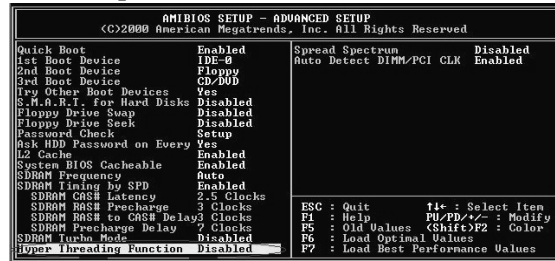 AMIBIOS SETUP - ADVANCED SETUP
(C)2000 American Megatrends, Inc. All Rights Reserved
Quick Boot Enabled
1st Boot Device IDE-0
2nd Boot Device Floppy
3rd Boot Device CD/DVD
Try Other Boot Devices Yes
S.M.A.R.T. for Hard Disks Disabled
Floppy Drive Swap Disabled
Floppy Drive Seek Disabled
Password Check Setup
Ask HDD Password on Every Yes
L2 Cache Enabled
System BIOS Cacheable Enabled
SDRAM Frequency Auto
SDRAM Timing by SPD Enabled
SDRAM CAS# Latency 2.5 Clocks
SDRAM RAS# Precharge 3 Clocks
SDRAM RAS# to CAS# Delay3 Clocks
SDRAM Precharge Delay 7 Clocks
SDRAM Turbo Mode Disabled
Hyper Threading Function Disabled
Spread Spectrum Disabled
Auto Detect DIMM/PCI CLK Enabled
ESC : Quit ↑↓← : Select Item
F1 : Help PU/PD/+/- : Modify
F5 : Old Values (Shift)F2 : Color
F6 : Load Optimal Values
F7 : Load Best Performance Values